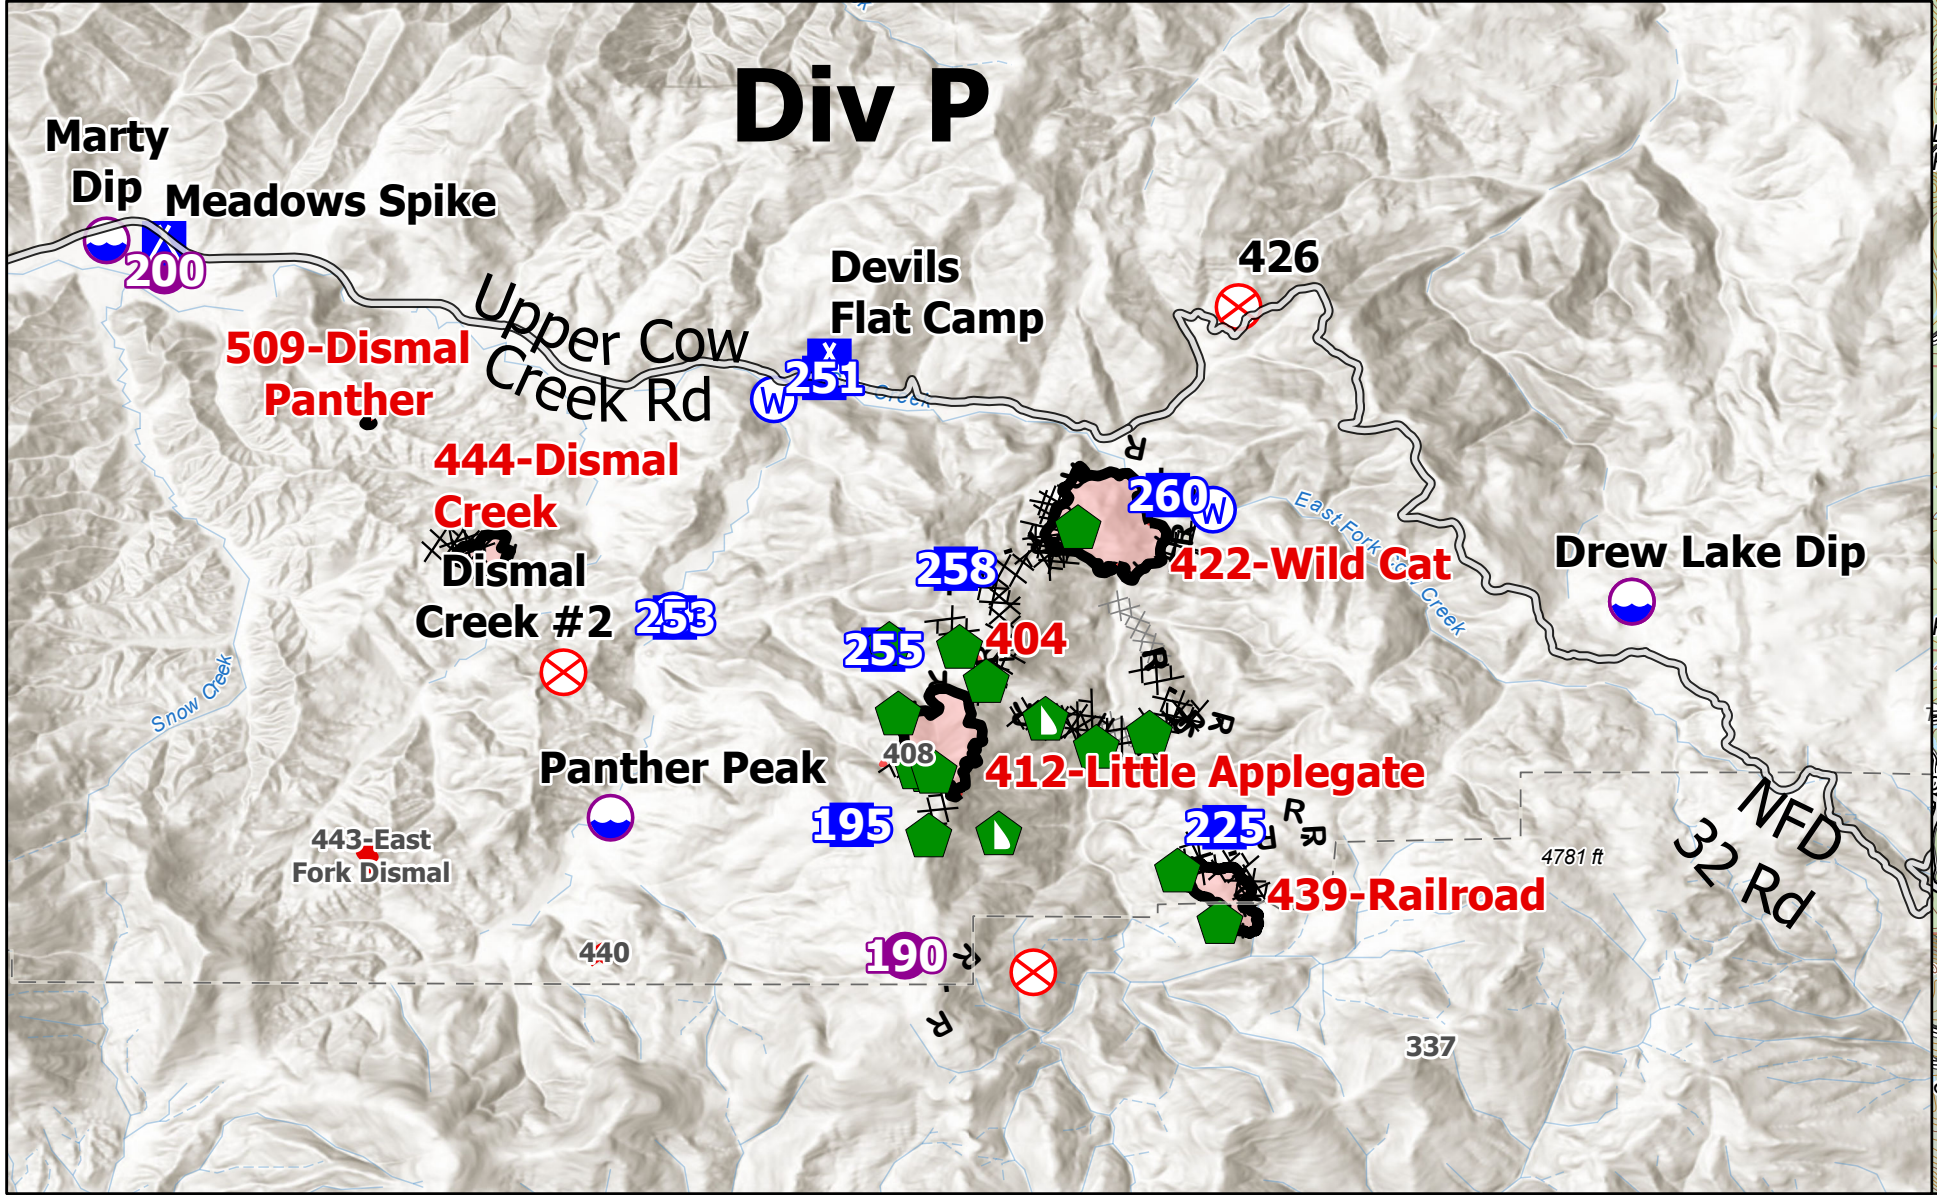 Div P
Marty
Dip
Meadows Spike
200
Devils
Flat Camp
426
Upper Cow
Creek Rd
509-Dismal
Panther
251
W
Creek
R
444-Dismal
Creek
260
W
East Fork Cow Creek
422-Wild Cat
Drew Lake Dip
258
Dismal
Creek #2
253
255
404
R
R
Snow Creek
408
Panther Peak
412-Little Applegate
195
225
R
R
NFD
32 Rd
4781 ft
443-East
Fork Dismal
439-Railroad
440
190
R
R
337